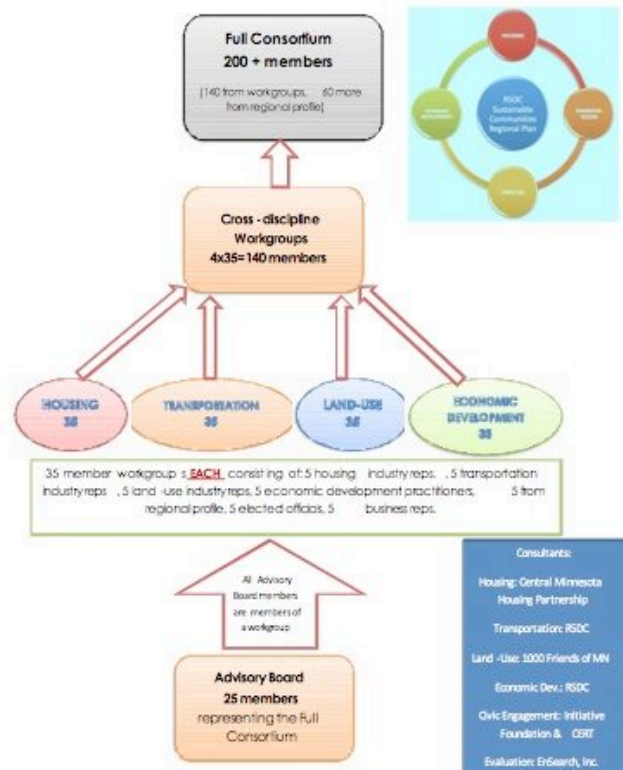 Full Consortium
200 + members
(140 from workgroups, 60 more
from regional profile)
HOUSING
RSDC
Sustainable
Communities
Regional Plan
Cross - discipline
Workgroups
4x35=140 members
HOUSING
35
TRANSPORTATION
35
LAND-USE
35
ECONOMIC
DEVELOPMENT
35
35 member workgroup s EACH consisting of: 5 housing industry reps. , 5 transportation
industry reps , 5 land -use industry reps, 5 economic development practitioners, 5 from
regional profile, 5 elected officials, 5 business reps.
All Advisory
Board members
are members of
a workgroup
Advisory Board
25 members
representing the Full
Consortium
Consultants:
Housing: Central Minnesota
Housing Partnership
Transportation: RSDC
Land -Use: 1000 Friends of MN
Economic Dev.: RSDC
Civic Engagement: Initiative
Foundation & CERT
Evaluation: EnSearch, Inc.